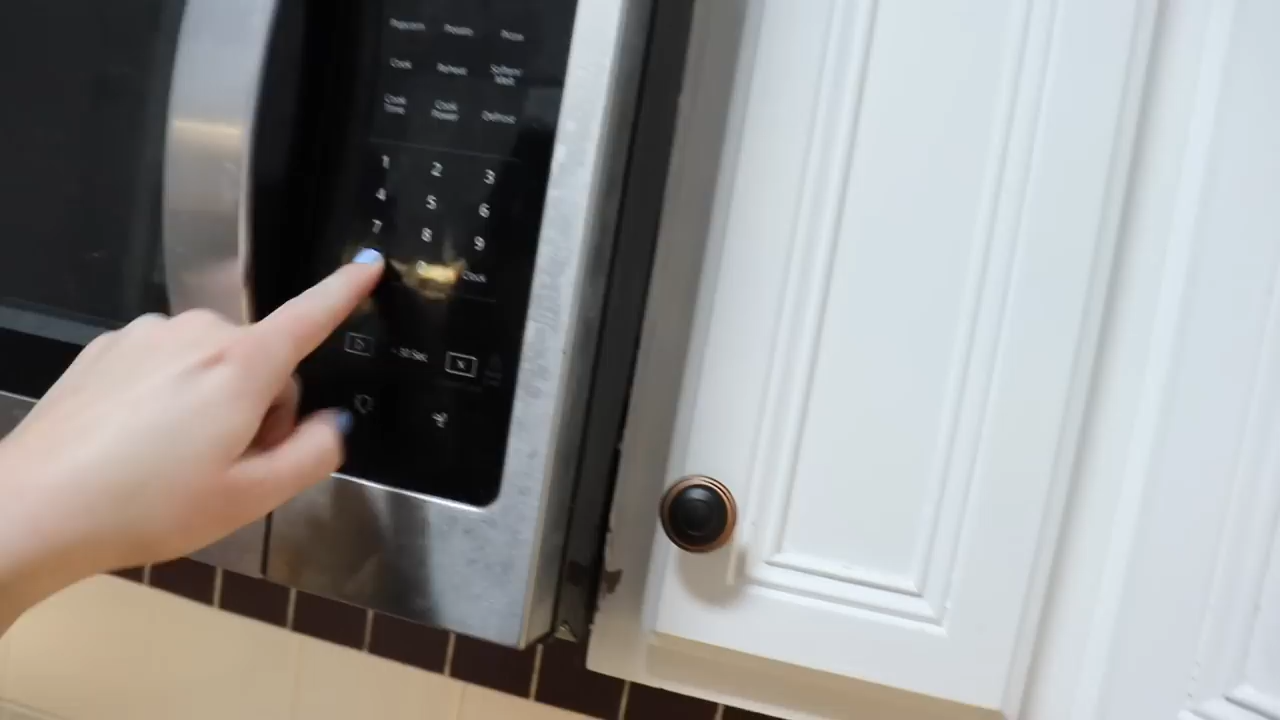 Popcorn Potato Pizza
Cook Reheat Soften/
Melt
Cook
Time Cook
Power Defrost
1 2 3
4 5 6
7 8 9
0 Clock
+30 Sec